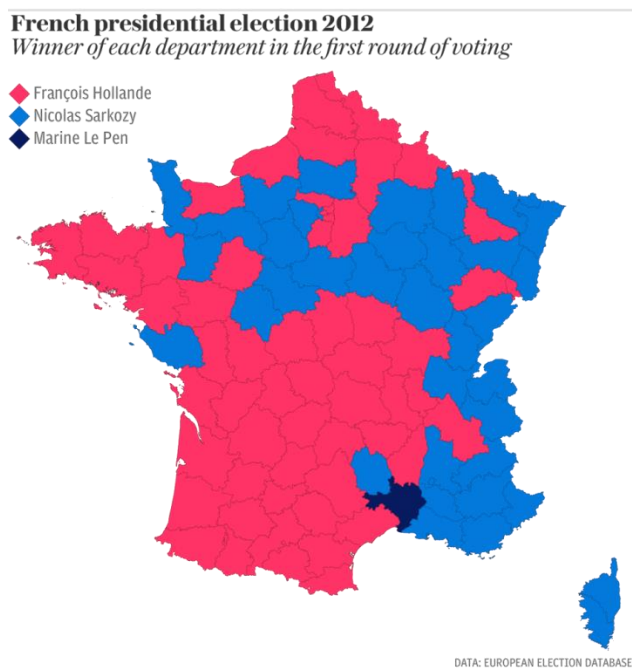 French presidential election 2012
Winner of each department in the first round of voting
François Hollande
Nicolas Sarkozy
Marine Le Pen
DATA: EUROPEAN ELECTION DATABASE